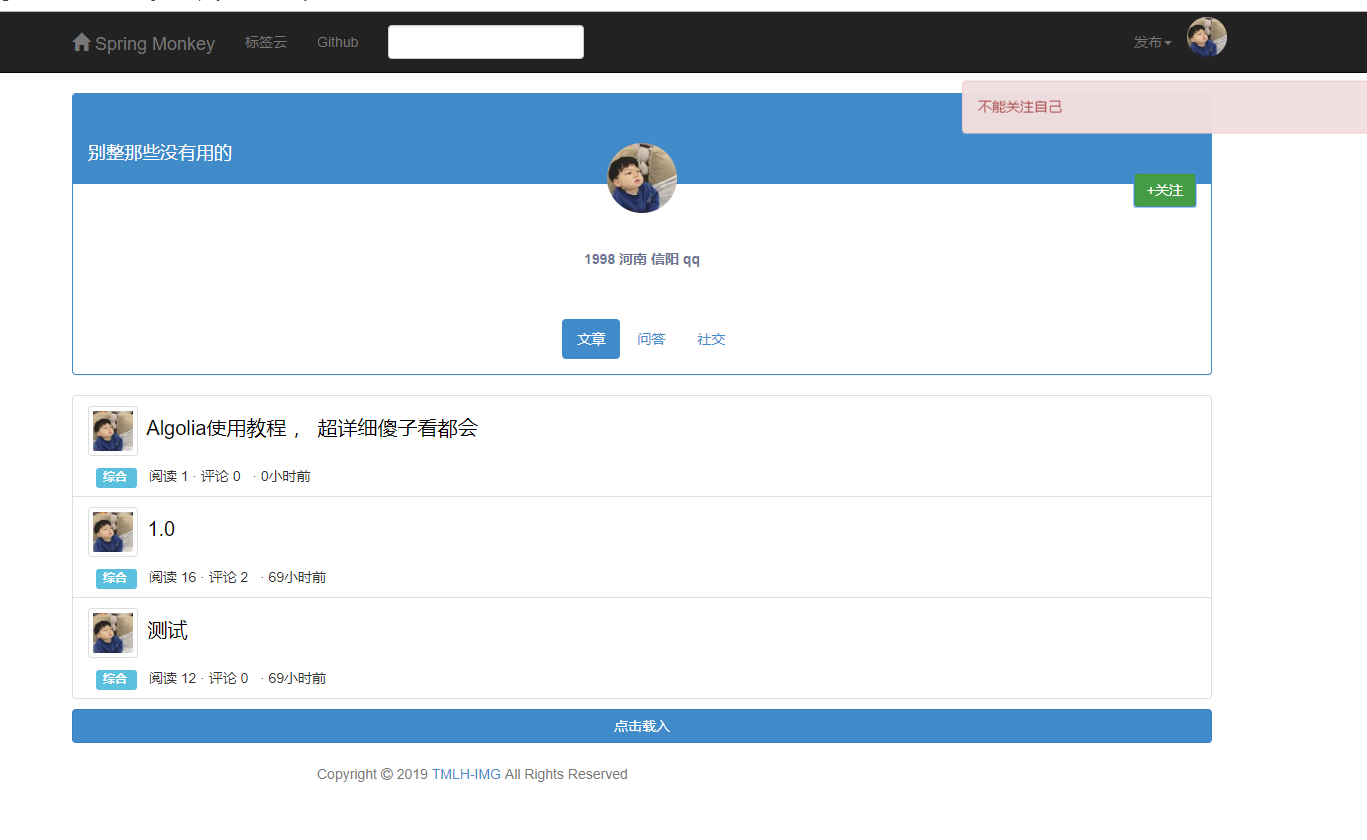 Spring Monkey 标签云 Github 发布
不能关注自己
别整那些没有用的
+关注
1998 河南 信阳 qq
文章 问答 社交
Algolia使用教程 ， 超详细傻子看都会
综合 阅读 1 · 评论 0 · 0小时前
1.0
综合 阅读 16 · 评论 2 · 69小时前
测试
综合 阅读 12 · 评论 0 · 69小时前
点击载入
Copyright © 2019 TMLH-IMG All Rights Reserved